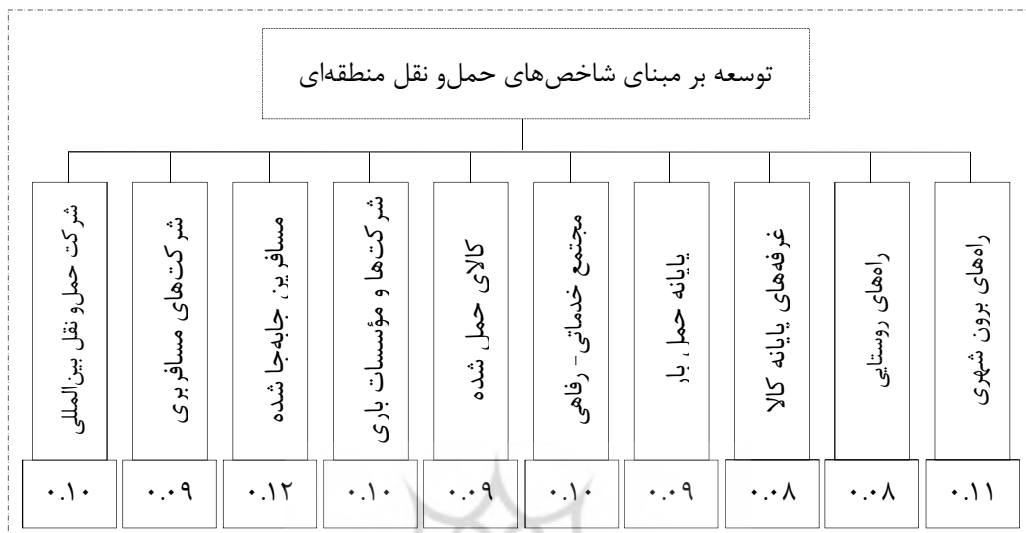 توسعه بر مبنای شاخص‌های حمل‌و نقل منطقه‌ای
راه‌های برون شهری
راه‌های روستایی
غرفه‌های پایانه کالا
پایانه حمل بار
مجتمع خدماتی- رفاهی
کالای حمل شده
شرکت‌ها و مؤسسات باری
مسافرین جابه‌جا شده
شرکت‌های مسافربری
شرکت حمل‌و نقل بین‌المللی
۰.۱۱
۰.۰۸
۰.۰۸
۰.۰۹
۰.۱۰
۰.۰۹
۰.۱۰
۰.۱۲
۰.۰۹
۰.۱۰